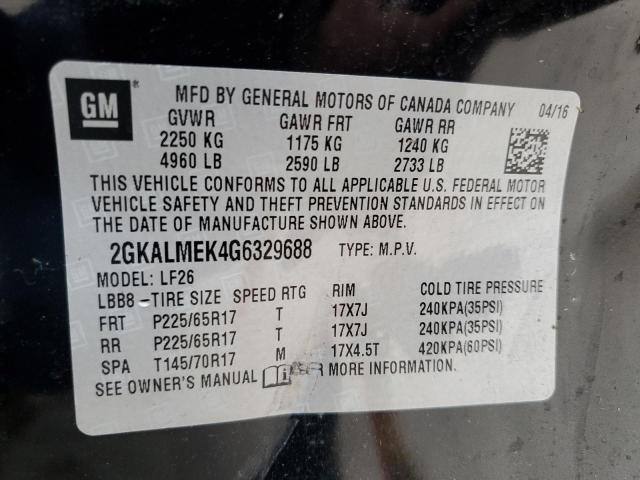 GM ®
MFD BY GENERAL MOTORS OF CANADA COMPANY 04/16
GVWR GAWR FRT GAWR RR
2250 KG 1175 KG 1240 KG
4960 LB 2590 LB 2733 LB
THIS VEHICLE CONFORMS TO ALL APPLICABLE U.S. FEDERAL MOTOR
VEHICLE SAFETY AND THEFT PREVENTION STANDARDS IN EFFECT ON
THE DATE OF MANUFACTURE SHOWN ABOVE.
2GKALMEK4G6329688 TYPE: M.P.V.
MODEL: LF26
LBB8 -TIRE SIZE SPEED RTG RIM COLD TIRE PRESSURE
FRT P225/65R17 T 17X7J 240KPA(35PSI)
RR P225/65R17 T 17X7J 240KPA(35PSI)
SPA T145/70R17 M 17X4.5T 420KPA(60PSI)
SEE OWNER'S MANUAL FOR MORE INFORMATION.